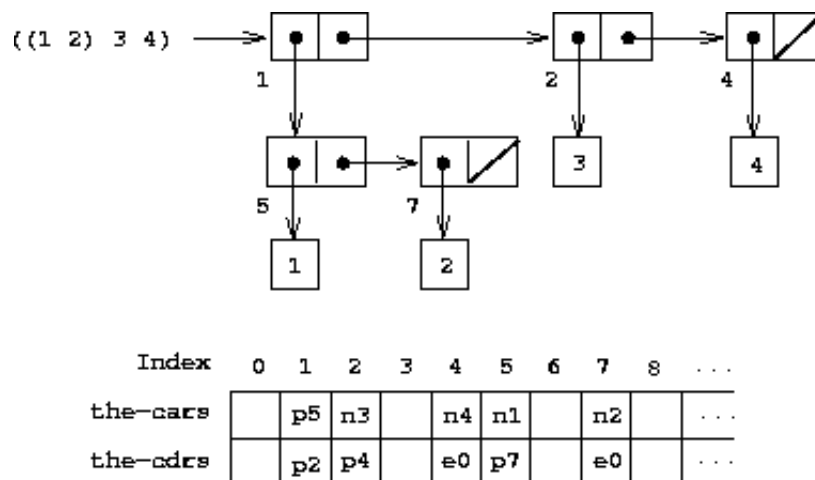 ((1 2) 3 4)
1
2
4
3
4
5
7
1
2
Index 0 1 2 3 4 5 6 7 8 ...
the-cars p5 n3 n4 n1 n2 ...
the-cdrs p2 p4 e0 p7 e0 ...